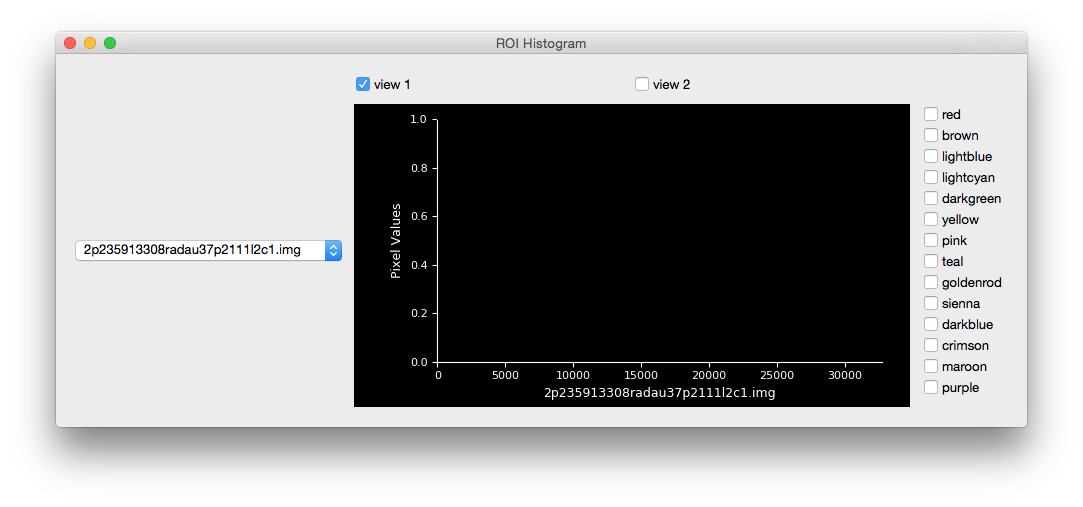 ROI Histogram
view 1
view 2
2p235913308radau37p2111l2c1.img
1.0
0.8
0.6
0.4
0.2
0.0
Pixel Values
0 5000 10000 15000 20000 25000 30000
2p235913308radau37p2111l2c1.img
red
brown
lightblue
lightcyan
darkgreen
yellow
pink
teal
goldenrod
sienna
darkblue
crimson
maroon
purple